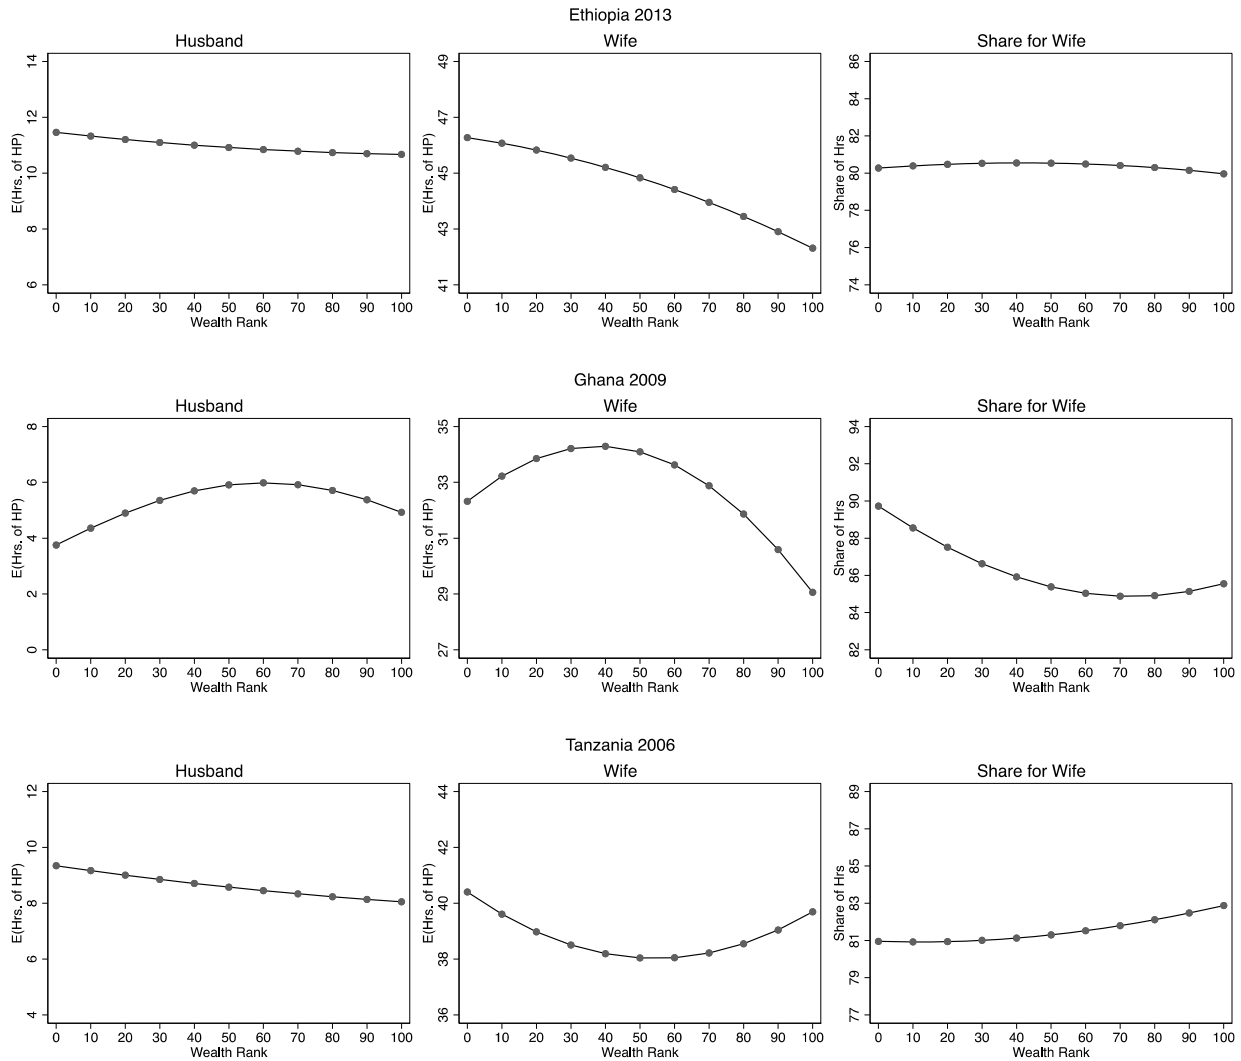 Ethiopia 2013
Husband
E(Hrs. of HP)
14
12
10
8
6
0 10 20 30 40 50 60 70 80 90 100
Wealth Rank
Wife
E(Hrs. of HP)
49
47
45
43
41
0 10 20 30 40 50 60 70 80 90 100
Wealth Rank
Share for Wife
Share of Hrs
86
84
82
80
78
76
74
0 10 20 30 40 50 60 70 80 90 100
Wealth Rank
Ghana 2009
Husband
E(Hrs. of HP)
8
6
4
2
0
0 10 20 30 40 50 60 70 80 90 100
Wealth Rank
Wife
E(Hrs. of HP)
35
33
31
29
27
0 10 20 30 40 50 60 70 80 90 100
Wealth Rank
Share for Wife
Share of Hrs
94
92
90
88
86
84
82
0 10 20 30 40 50 60 70 80 90 100
Wealth Rank
Tanzania 2006
Husband
E(Hrs. of HP)
12
10
8
6
4
0 10 20 30 40 50 60 70 80 90 100
Wealth Rank
Wife
E(Hrs. of HP)
44
42
40
38
36
0 10 20 30 40 50 60 70 80 90 100
Wealth Rank
Share for Wife
Share of Hrs
89
87
85
83
81
79
77
0 10 20 30 40 50 60 70 80 90 100
Wealth Rank